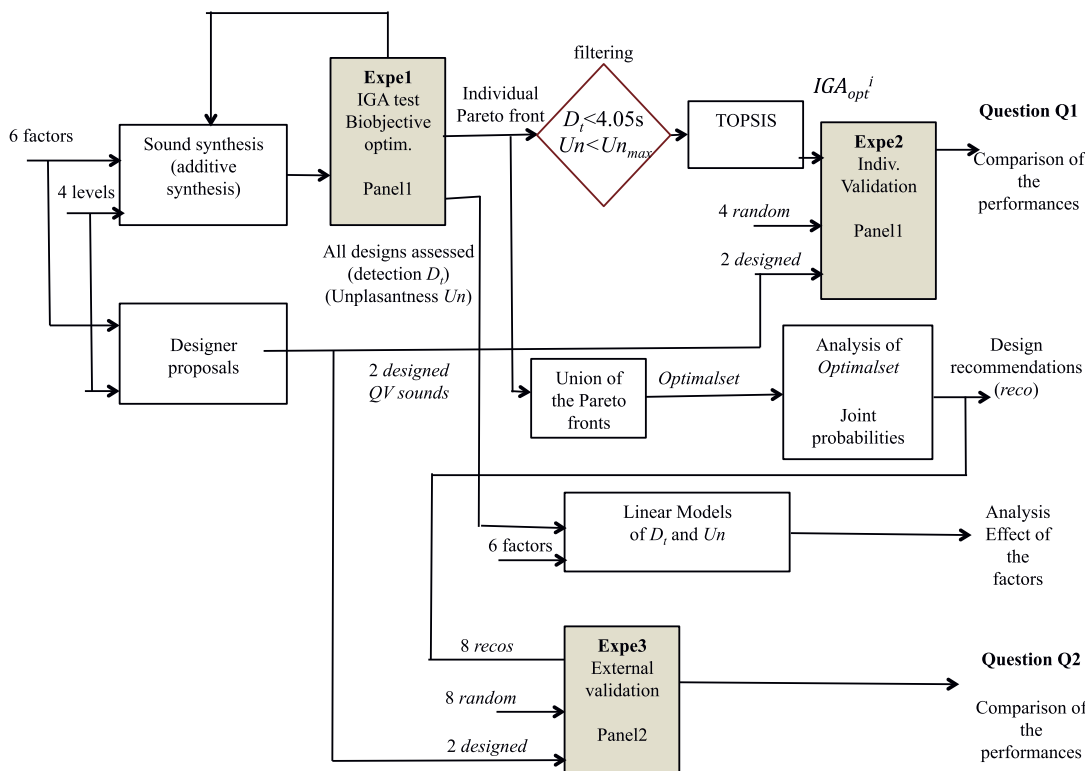 filtering
IGAopt i
Expe1
IGA test
Biobjective
optim.
Panel1
Individual
Pareto front
Dt<4.05s
Un<Unmax
TOPSIS
Question Q1
Comparison of
the
performances
6 factors
Sound synthesis
(additive
synthesis)
4 levels
Expe2
Indiv.
Validation
Panel1
4 random
2 designed
All designs assessed
(detection Dt)
(Unplasantness Un)
Designer
proposals
2 designed
QV sounds
Union of
the Pareto
fronts
Optimalset
Analysis of
Optimalset
Joint
probabilities
Design
recommendations
(reco)
Linear Models
of Dt and Un
6 factors
Analysis
Effect of
the
factors
8 recos
8 random
2 designed
Expe3
External
validation
Panel2
Question Q2
Comparison of
the
performances